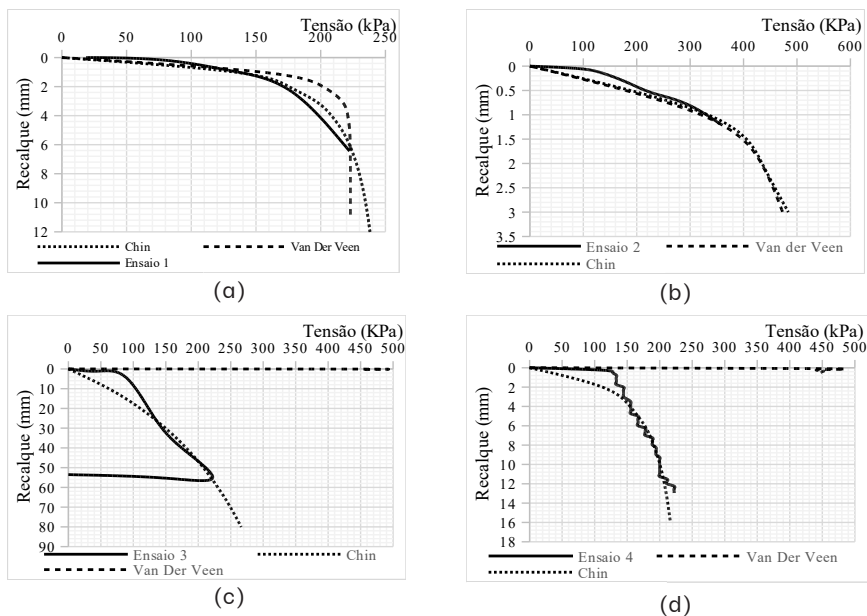 Tensão (kPa)
0 50 100 150 200 250
0
2
4
6
8
10
12
Recalque (mm)
Chin
Van Der Veen
Ensaio 1
(a)
Tensão (kPa)
0 100 200 300 400 500 600
0
0.5
1
1.5
2
2.5
3
3.5
Recalque (mm)
Ensaio 2
Van der Veen
Chin
(b)
Tensão (KPa)
0 50 100 150 200 250 300 350 400 450 500
0
10
20
30
40
50
60
70
80
90
Recalque (mm)
Ensaio 3
Chin
Van Der Veen
(c)
Tensão (kPa)
0 50 100 150 200 250 300 350 400 450 500
0
2
4
6
8
10
12
14
16
18
Recalque (mm)
Ensaio 4
Van Der Veen
Chin
(d)